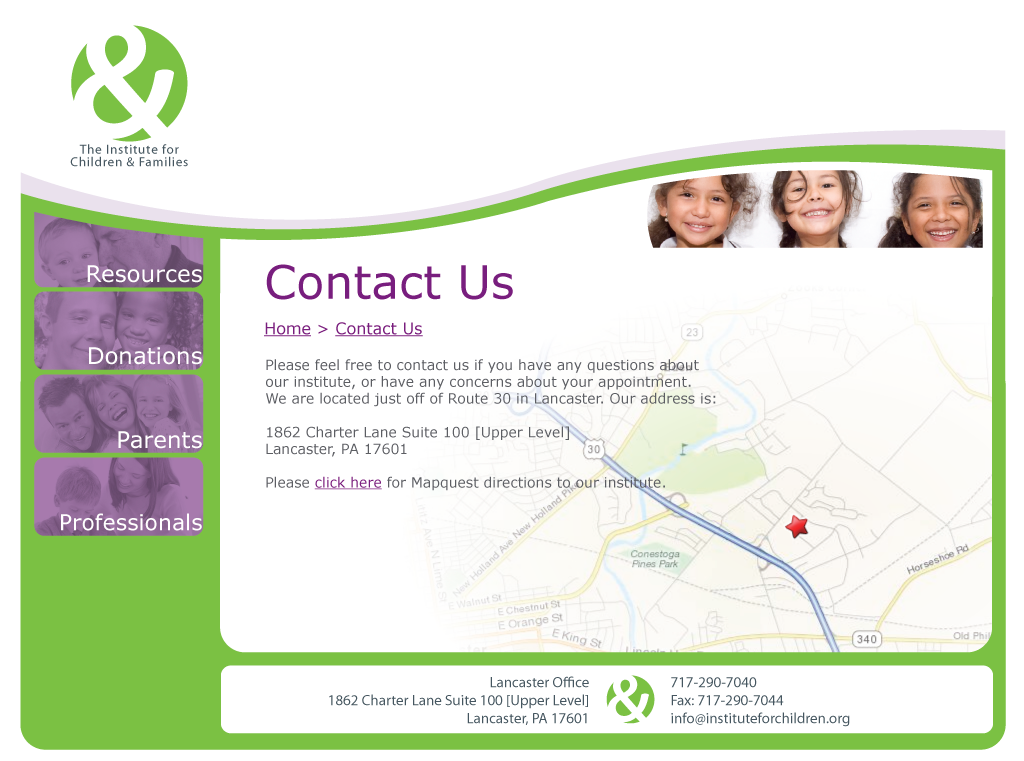 &
The Institute for
Children & Families
Resources
Donations
Parents
Professionals
Contact Us
Home > Contact Us
Please feel free to contact us if you have any questions about
our institute, or have any concerns about your appointment.
We are located just off of Route 30 in Lancaster. Our address is:
1862 Charter Lane Suite 100 [Upper Level]
Lancaster, PA 17601
Please click here for Mapquest directions to our institute.
23
30
New Holland Ave
New Holland Pike
Conestoga
Pines Park
Horseshoe Rd
E Walnut St
E Chestnut St
E Orange St
E King St
340
Old Phil
Lancaster Office
1862 Charter Lane Suite 100 [Upper Level]
Lancaster, PA 17601
&
717-290-7040
Fax: 717-290-7044
info@instituteforchildren.org